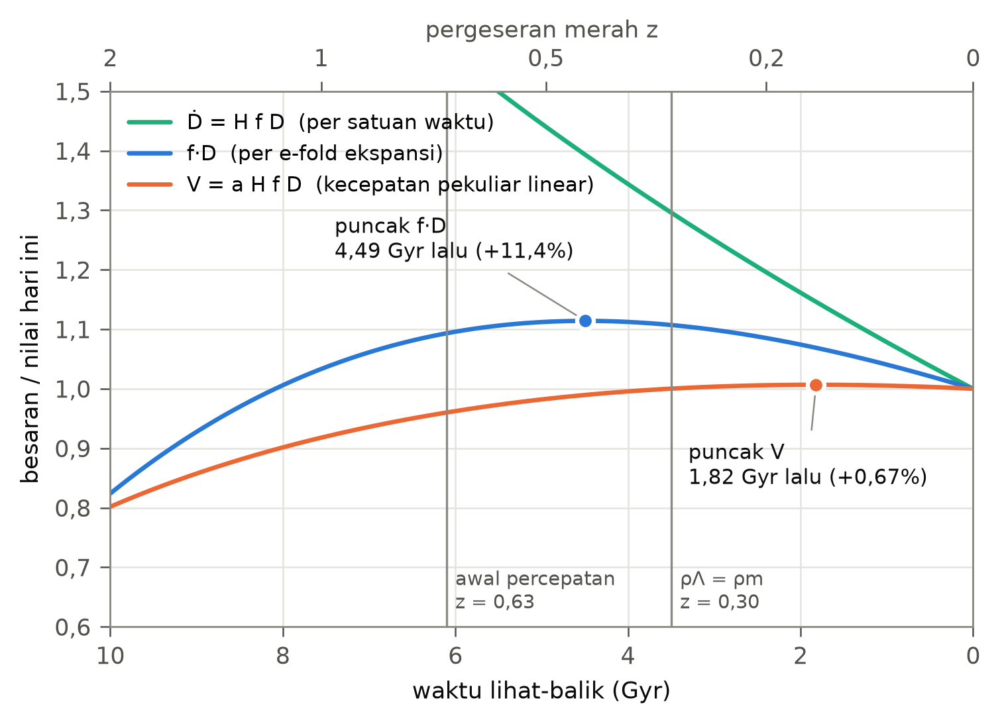 pergeseran merah z
2 1 0,5 0,2 0
1,5
1,4
1,3
1,2
1,1
1,0
0,9
0,8
0,7
0,6
besaran / nilai hari ini
Ḋ = H f D (per satuan waktu)
f·D (per e-fold ekspansi)
V = a H f D (kecepatan pekuliar linear)
puncak f·D
4,49 Gyr lalu (+11,4%)
puncak V
1,82 Gyr lalu (+0,67%)
awal percepatan
z = 0,63
ρΛ = ρm
z = 0,30
10 8 6 4 2 0
waktu lihat-balik (Gyr)